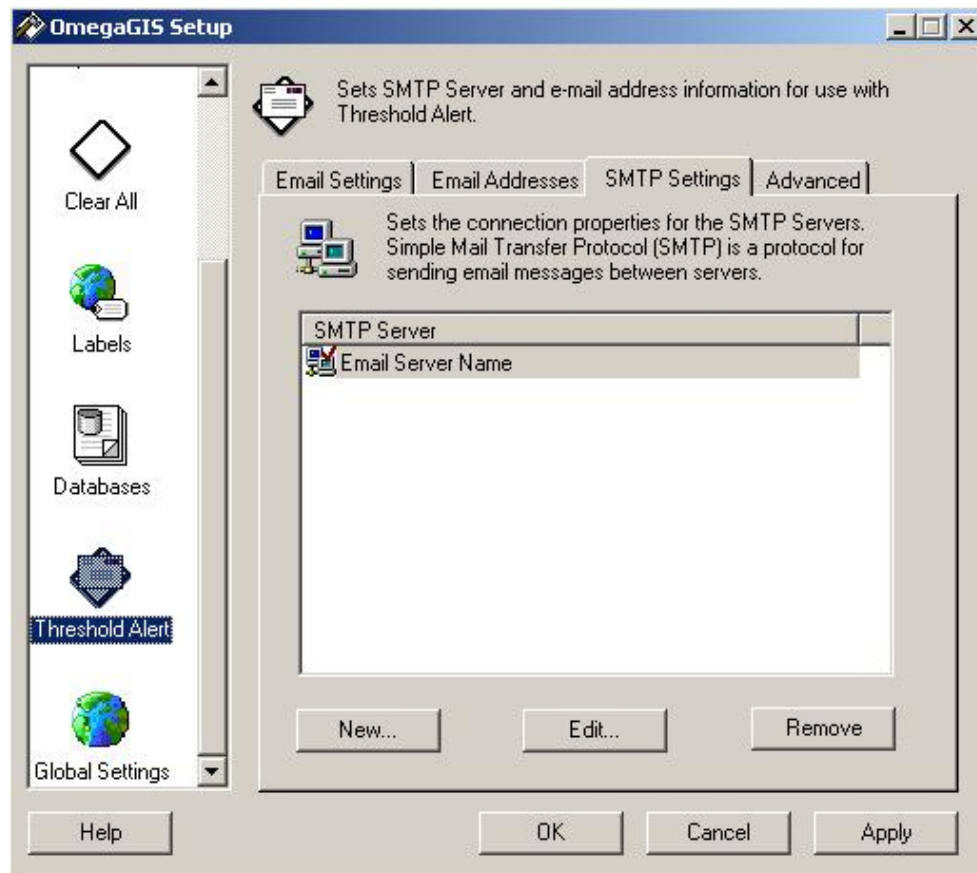 OmegaGIS Setup
Clear All
Labels
Databases
Threshold Alert
Global Settings
Sets SMTP Server and e-mail address information for use with
Threshold Alert.
Email Settings
Email Addresses
SMTP Settings
Advanced
Sets the connection properties for the SMTP Servers.
Simple Mail Transfer Protocol (SMTP) is a protocol for
sending email messages between servers.
SMTP Server
Email Server Name
New...
Edit...
Remove
Help
OK
Cancel
Apply